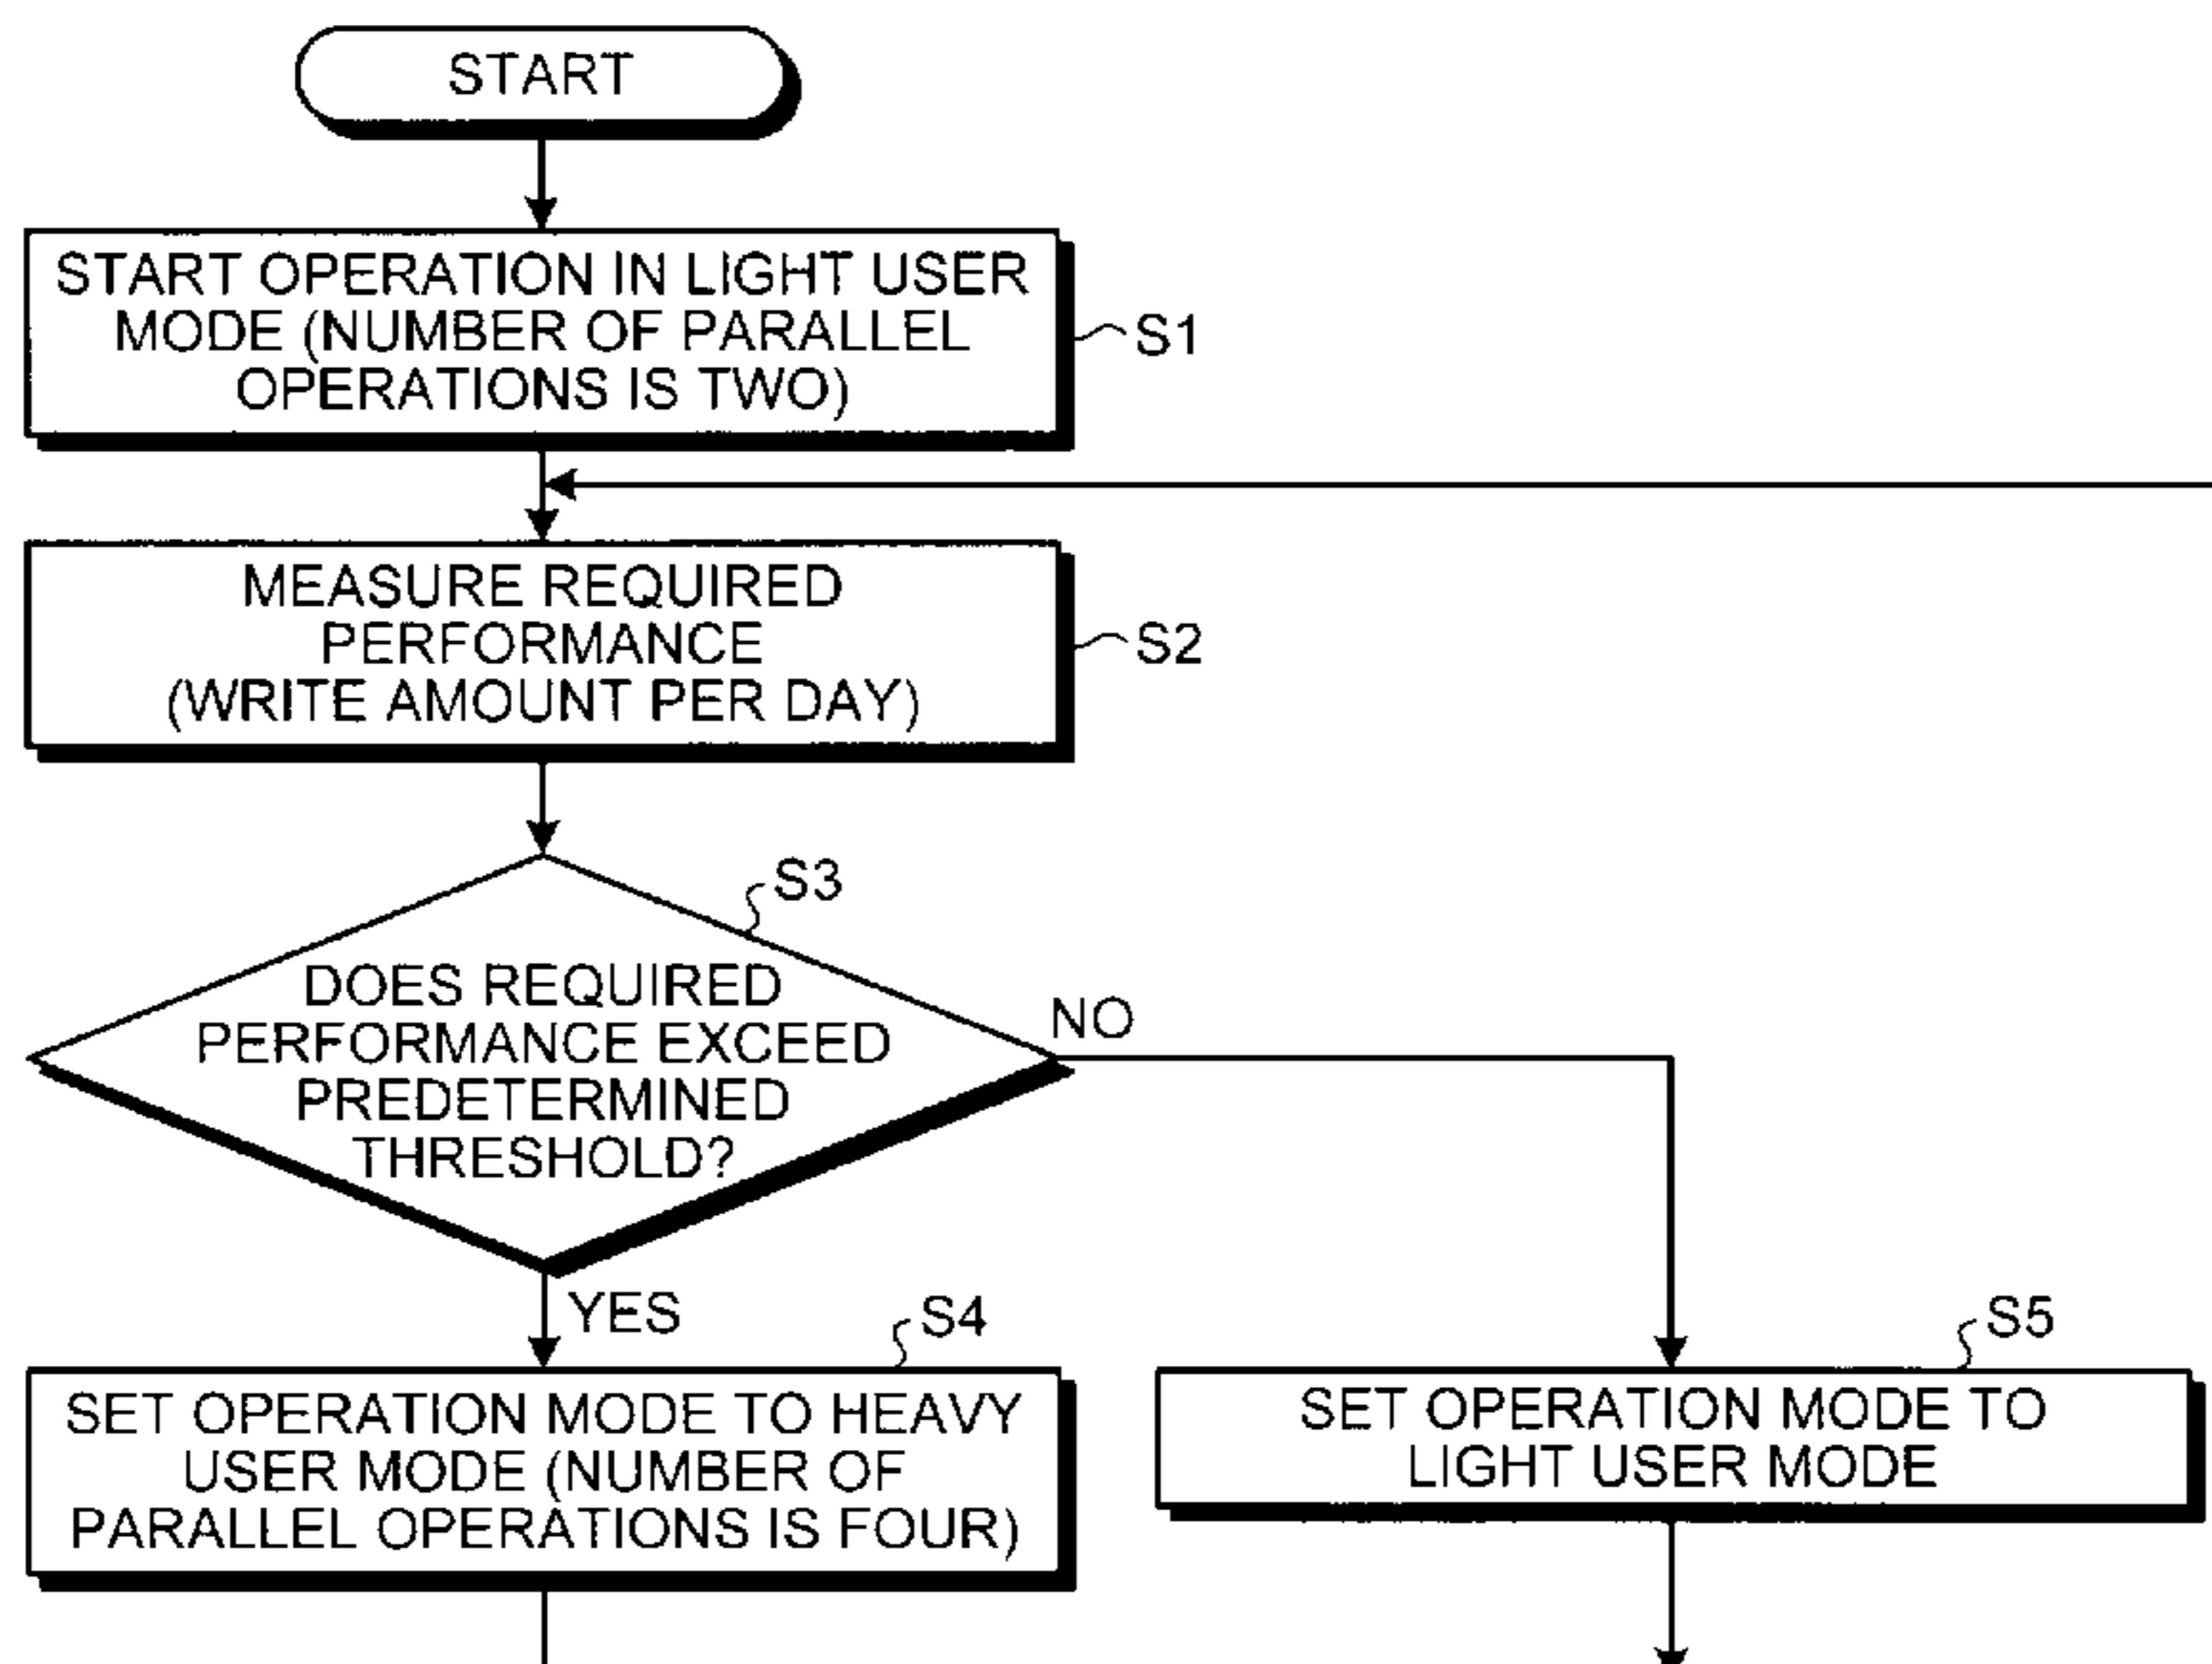 START
START OPERATION IN LIGHT USER
MODE (NUMBER OF PARALLEL
OPERATIONS IS TWO)
S1
MEASURE REQUIRED
PERFORMANCE
(WRITE AMOUNT PER DAY)
S2
S3
DOES REQUIRED
PERFORMANCE EXCEED
PREDETERMINED
THRESHOLD?
NO
YES
S4
SET OPERATION MODE TO HEAVY
USER MODE (NUMBER OF
PARALLEL OPERATIONS IS FOUR)
S5
SET OPERATION MODE TO
LIGHT USER MODE